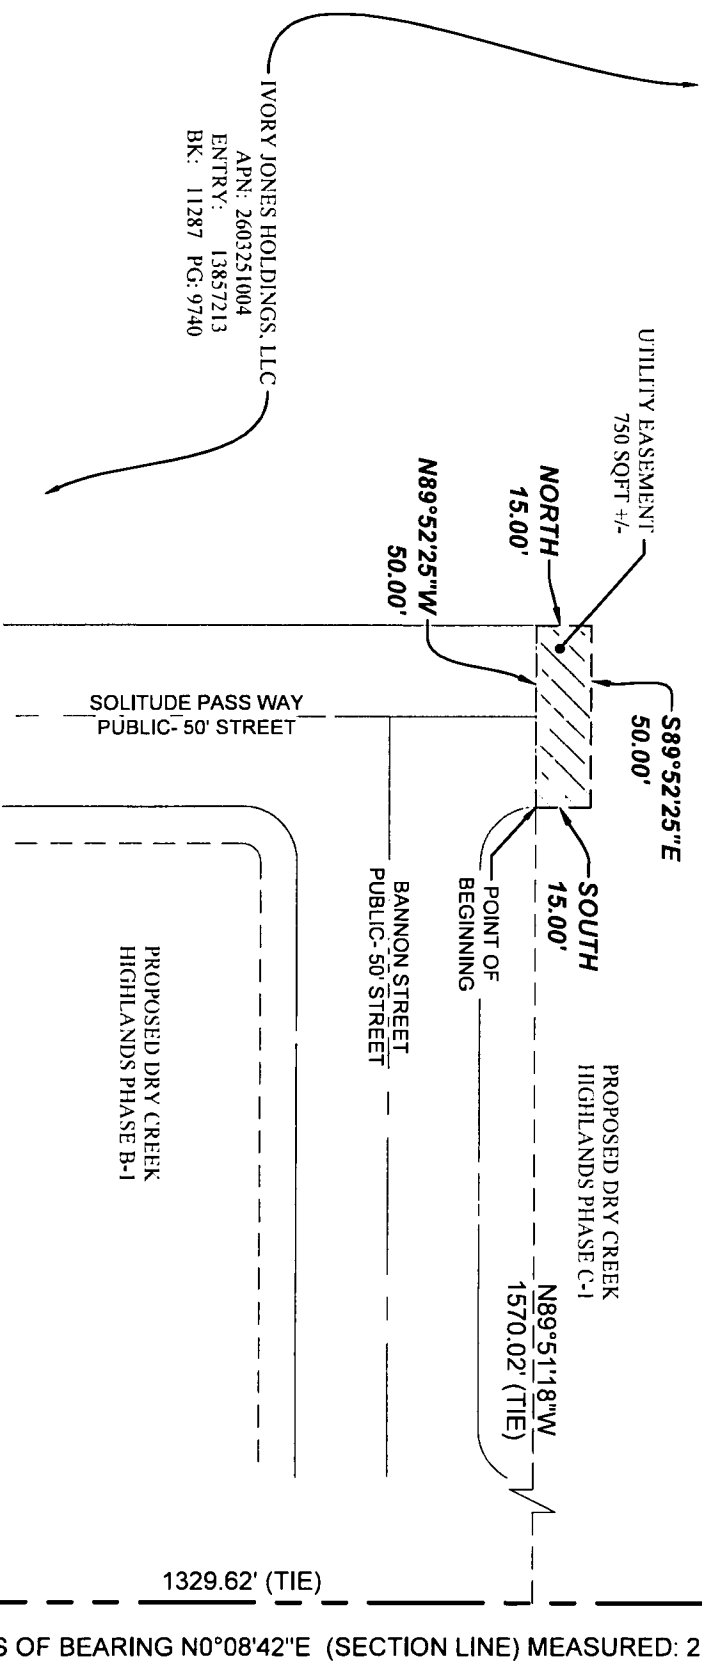 IVORY JONES HOLDINGS, LLC
APN: 2603251004
ENTRY: 13857213
BK: 11287 PG: 9740
UTILITY EASEMENT
750 SQFT +/-
NORTH
15.00'
N89°52'25"W
50.00'
S89°52'25"E
50.00'
SOUTH
15.00'
POINT OF
BEGINNING
SOLITUDE PASS WAY
PUBLIC- 50' STREET
BANNON STREET
PUBLIC- 50' STREET
PROPOSED DRY CREEK
HIGHLANDS PHASE B-1
PROPOSED DRY CREEK
HIGHLANDS PHASE C-1
N89°51'18"W
1570.02' (TIE)
1329.62' (TIE)
S OF BEARING N0°08'42"E (SECTION LINE) MEASURED: 2